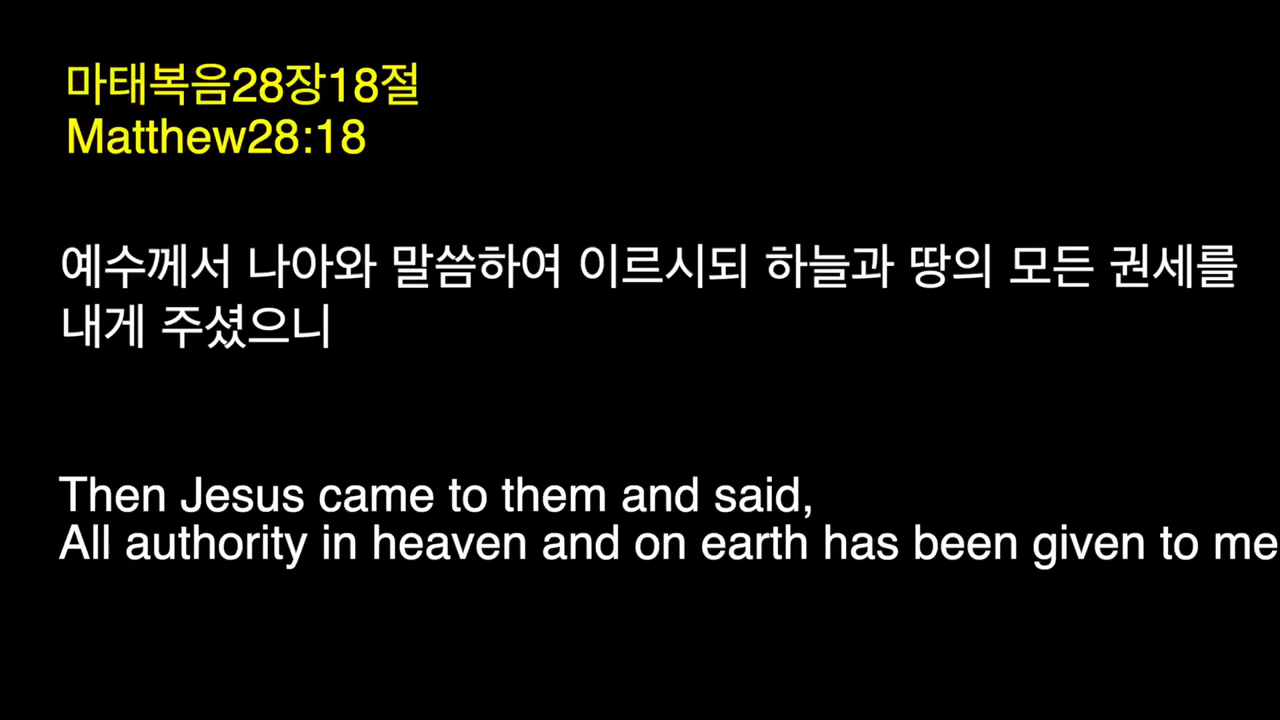 마태복음28장18절
Matthew28:18
예수께서 나아와 말씀하여 이르시되 하늘과 땅의 모든 권세를
내게 주셨으니
Then Jesus came to them and said,
All authority in heaven and on earth has been given to me